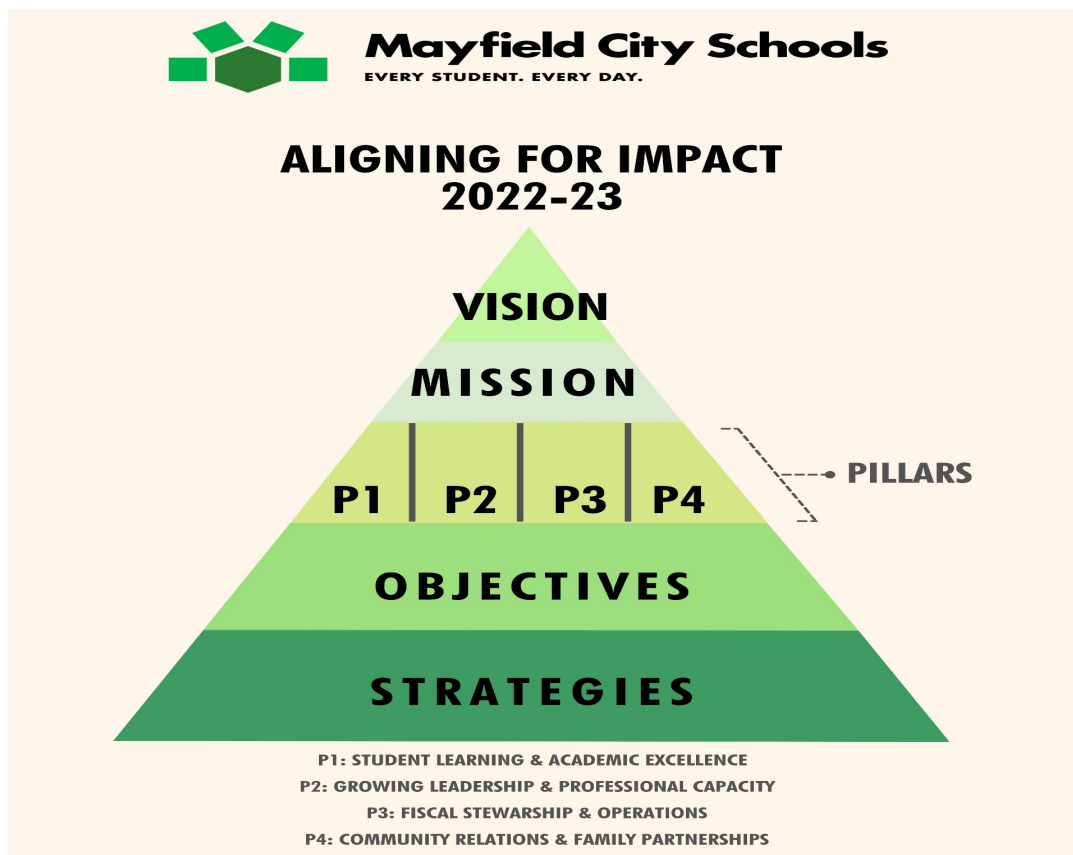 Mayfield City Schools
EVERY STUDENT. EVERY DAY.
ALIGNING FOR IMPACT
2022-23
VISION
MISSION
P1 P2 P3 P4
PILLARS
OBJECTIVES
STRATEGIES
P1: STUDENT LEARNING & ACADEMIC EXCELLENCE
P2: GROWING LEADERSHIP & PROFESSIONAL CAPACITY
P3: FISCAL STEWARSHIP & OPERATIONS
P4: COMMUNITY RELATIONS & FAMILY PARTNERSHIPS